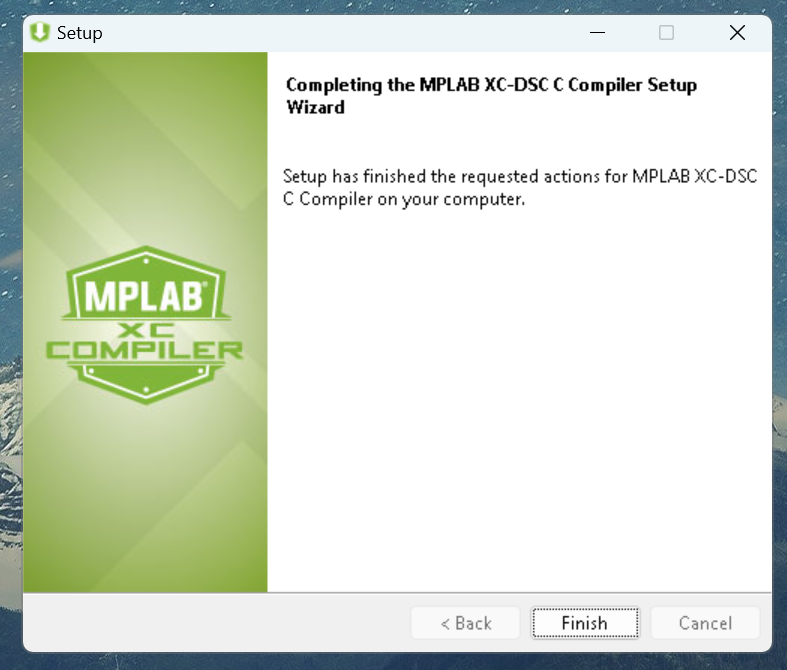 Setup
Completing the MPLAB XC-DSC C Compiler Setup
Wizard
Setup has finished the requested actions for MPLAB XC-DSC
C Compiler on your computer.
MPLAB®
XC
COMPILER
< Back
Finish
Cancel